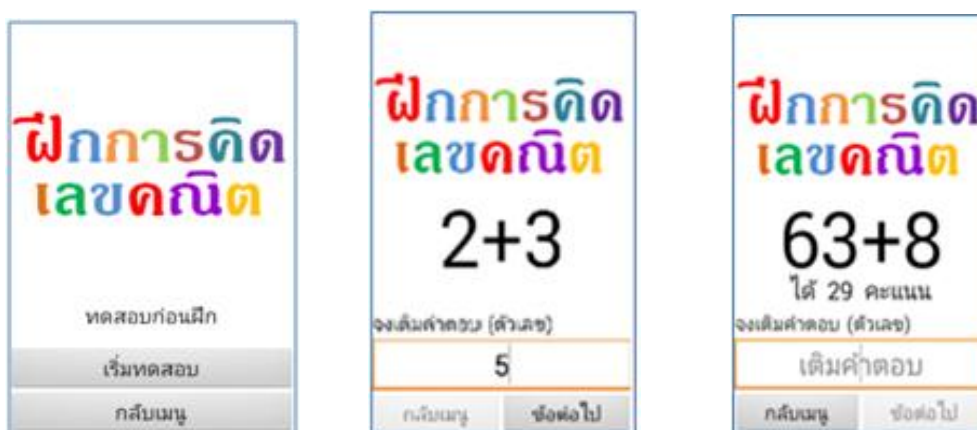 ฝึกการคิด
เลขคณิต
ทดสอบก่อนฝึก
เริ่มทดสอบ
กลับเมนู
ฝึกการคิด
เลขคณิต
2+3
จงเติมคำตอบ (ตัวเลข)
5
กลับเมนู ข้อต่อไป
ฝึกการคิด
เลขคณิต
63+8
ได้ 29 คะแนน
จงเติมคำตอบ (ตัวเลข)
เติมคำตอบ
กลับเมนู ข้อต่อไป